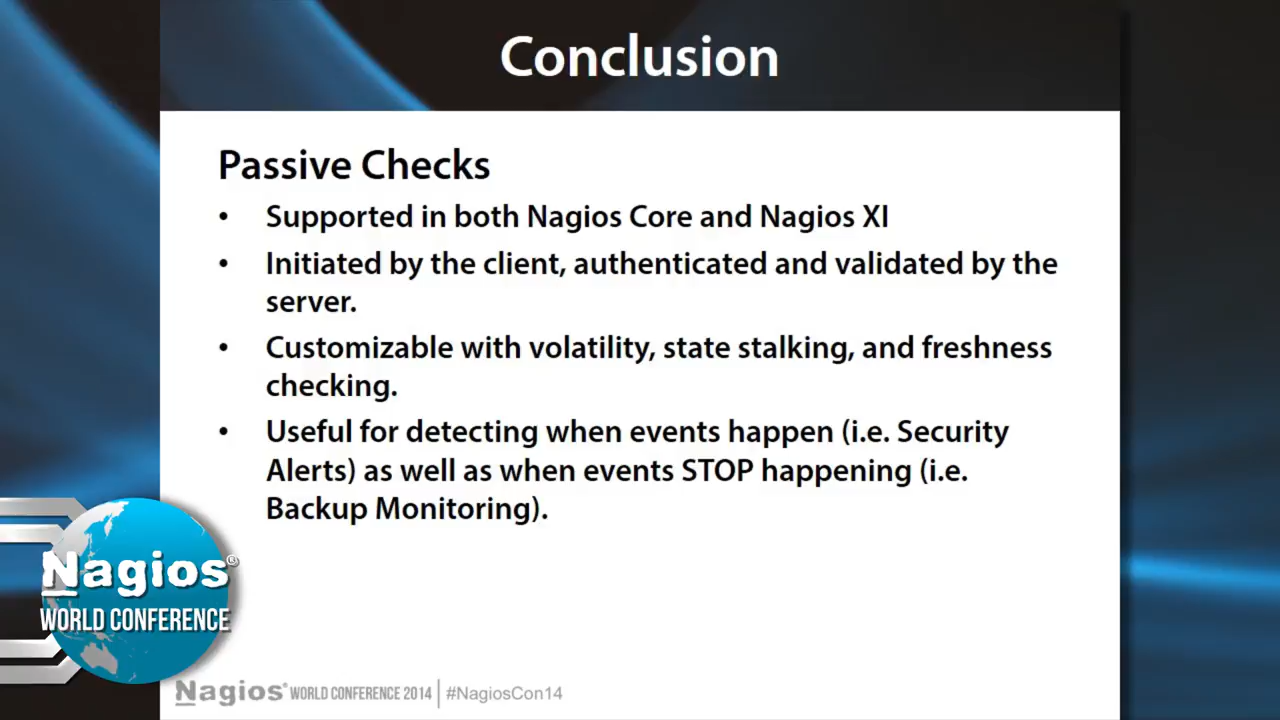 Conclusion
Passive Checks
• Supported in both Nagios Core and Nagios XI
• Initiated by the client, authenticated and validated by the
server.
• Customizable with volatility, state stalking, and freshness
checking.
• Useful for detecting when events happen (i.e. Security
Alerts) as well as when events STOP happening (i.e.
Backup Monitoring).
Nagios®
WORLD CONFERENCE
Nagios® WORLD CONFERENCE 2014 | #NagiosCon14